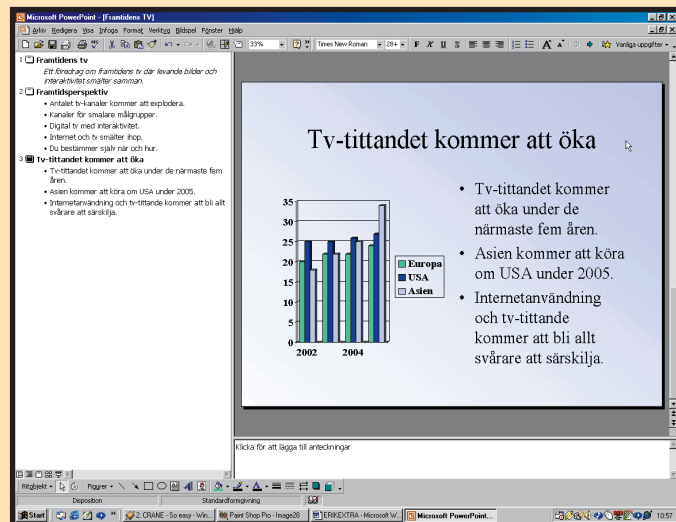 Microsoft PowerPoint - [Framtidens TV]
Arkiv Redigera Visa Infoga Format Verktyg Bildspel Fönster Hjälp
33% Times New Roman 28+ F K U S A A Vanliga uppgifter
1 Framtidens tv
Ett föredrag om framtidens tv där levande bilder och
interaktivitet smälter samman.
2 Framtidsperspektiv
• Antalet tv-kanaler kommer att explodera.
• Kanaler för smalare målgrupper.
• Digital tv med interaktivitet.
• Internet och tv smälter ihop.
• Du bestämmer själv när och hur.
3 Tv-tittandet kommer att öka
• Tv-tittandet kommer att öka under de närmaste fem
åren.
• Asien kommer att köra om USA under 2005.
• Internetanvändning och tv-tittande kommer att bli allt
svårare att särskilja.
Tv-tittandet kommer att öka
35
30
25
20
15
10
5
0
2002 2004
Europa
USA
Asien
• Tv-tittandet kommer
att öka under de
närmaste fem åren.
• Asien kommer att köra
om USA under 2005.
• Internetanvändning
och tv-tittande
kommer att bli allt
svårare att särskilja.
Klicka för att lägga till anteckningar
Ritobjekt Figurer
Disposition Standardformgivning
Start 2. CRANE - So easy - Win... Paint Shop Pro - Image28 ERIKEXTRA - Microsoft W... Microsoft PowerPoint... 10:57